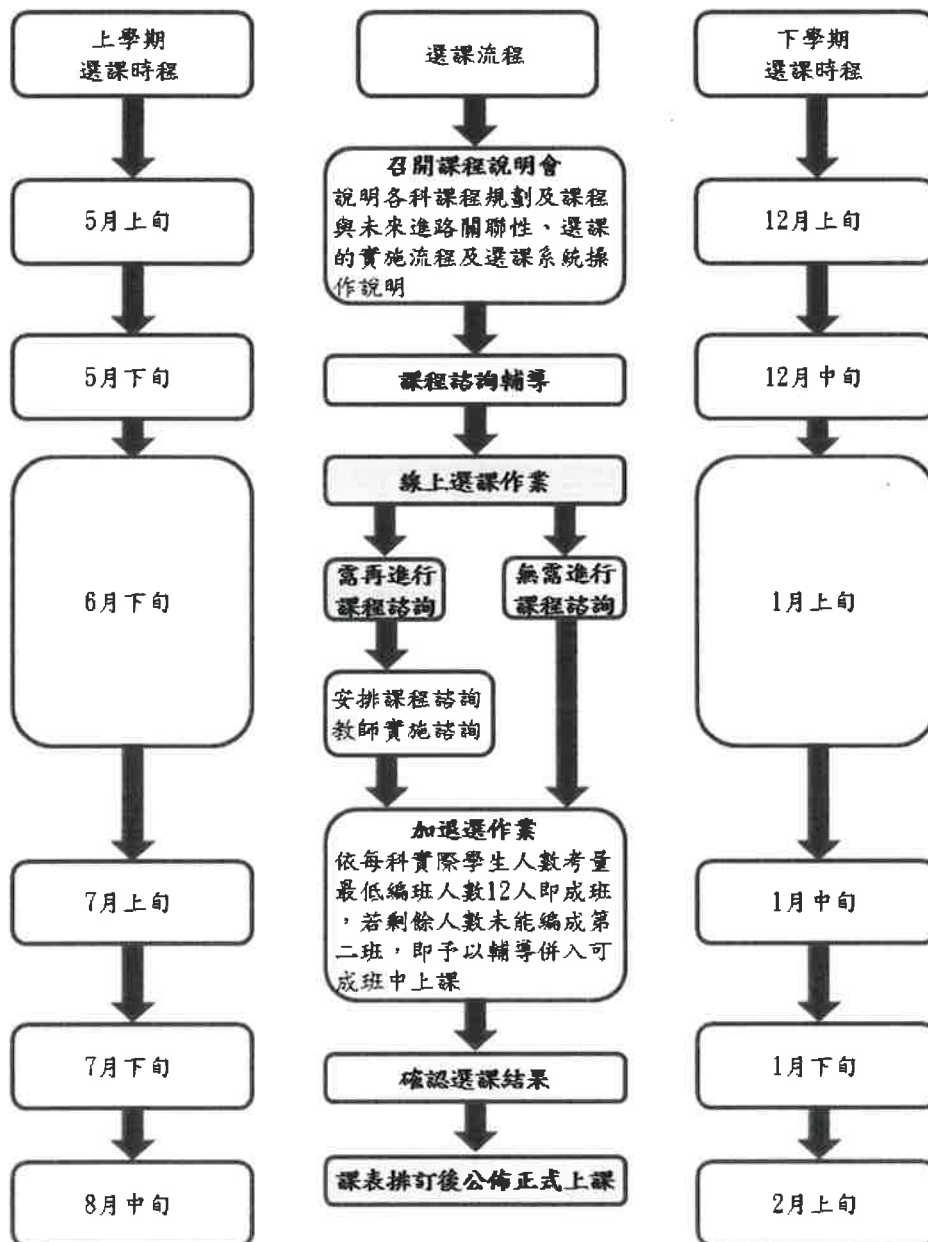 上學期
選課時程
5月上旬
5月下旬
6月下旬
7月上旬
7月下旬
8月中旬
選課流程
召開課程說明會
說明各科課程規劃及課程
與未來進路關聯性、選課
的實施流程及選課系統操
作說明
課程諮詢輔導
線上選課作業
需再進行
課程諮詢
無需進行
課程諮詢
安排課程諮詢
教師實施諮詢
加退選作業
依每科實際學生人數考量
最低編班人數12人即成班
，若剩餘人數未能編成第
二班，即予以輔導併入可
成班中上課
確認選課結果
課表排訂後公佈正式上課
下學期
選課時程
12月上旬
12月中旬
1月上旬
1月中旬
1月下旬
2月上旬